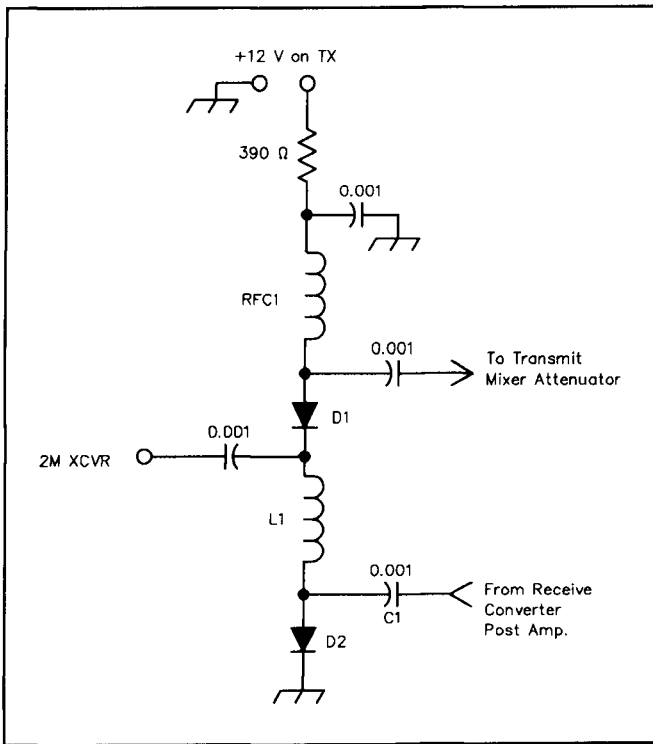 +12 V on TX
390 Ω
0.001
RFC1
0.001
To Transmit
Mixer Attenuator
D1
0.001
2M XCVR
L1
0.001
C1
From Receive
Converter
Post Amp.
D2